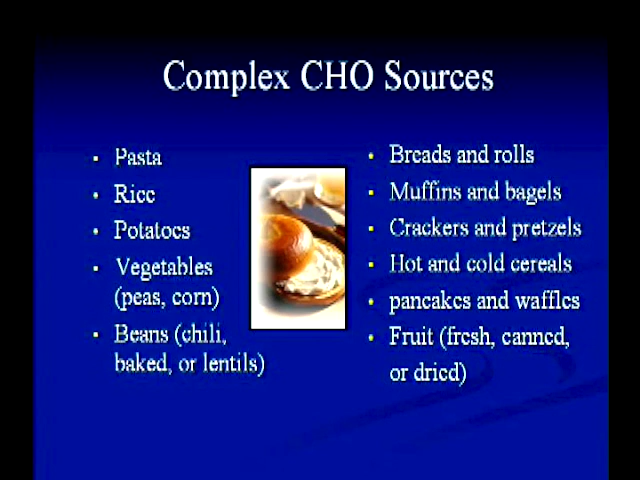 Complex CHO Sources
• Pasta
• Rice
• Potatoes
• Vegetables
(peas, corn)
• Beans (chili,
baked, or lentils)
• Breads and rolls
• Muffins and bagels
• Crackers and pretzels
• Hot and cold cereals
• pancakes and waffles
• Fruit (fresh, canned,
or dried)